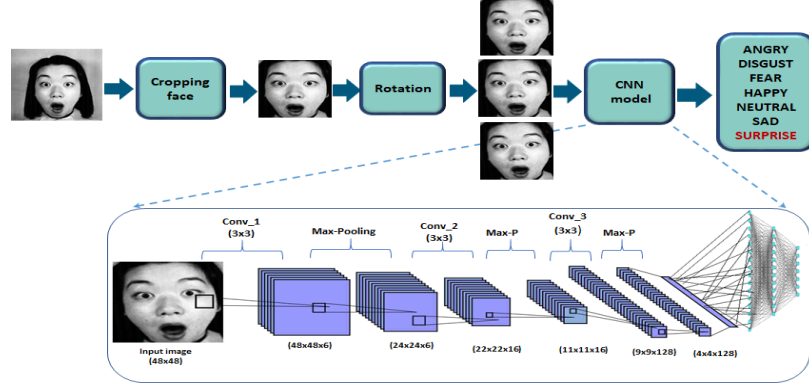 Cropping
face
Rotation
CNN
model
ANGRY
DISGUST
FEAR
HAPPY
NEUTRAL
SAD
SURPRISE
Conv_1
(3x3)
Max-Pooling
Conv_2
(3x3)
Max-P
Conv_3
(3x3)
Max-P
Input image
(48x48)
(48x48x6)
(24x24x6)
(22x22x16)
(11x11x16)
(9x9x128)
(4x4x128)